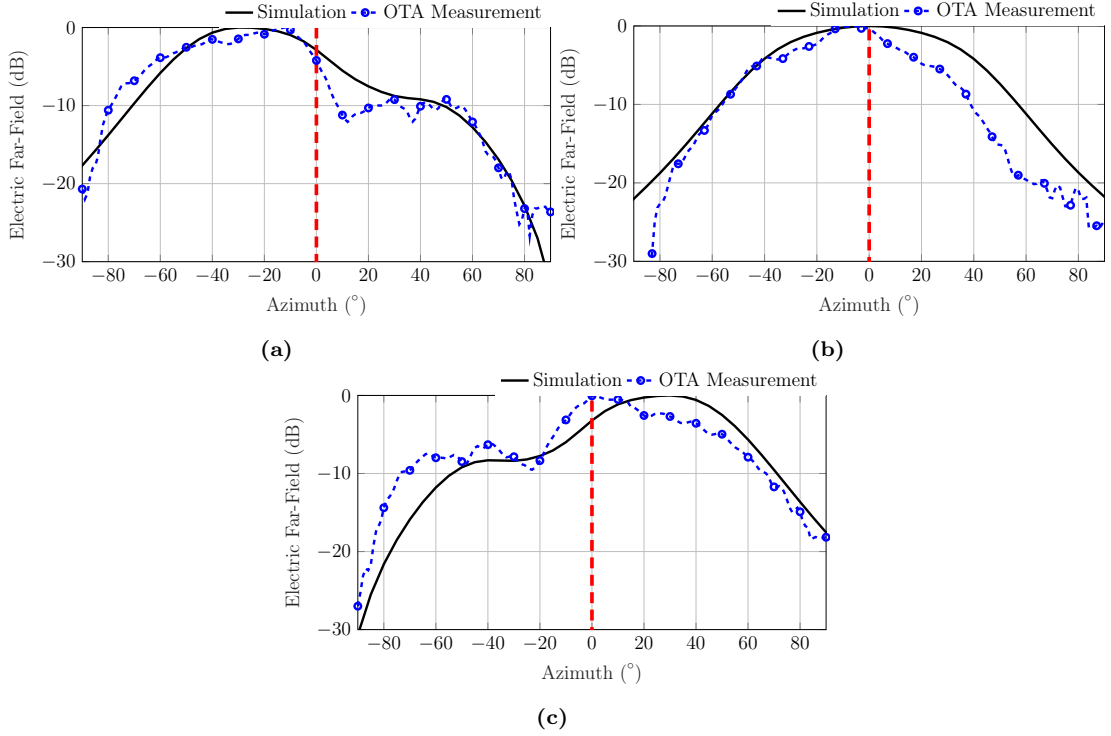 Simulation OTA Measurement
0
−10
−20
−30
Electric Far-Field (dB)
−80 −60 −40 −20 0 20 40 60 80
Azimuth (°)
(a)
Simulation OTA Measurement
0
−10
−20
−30
Electric Far-Field (dB)
−80 −60 −40 −20 0 20 40 60 80
Azimuth (°)
(b)
Simulation OTA Measurement
0
−10
−20
−30
Electric Far-Field (dB)
−80 −60 −40 −20 0 20 40 60 80
Azimuth (°)
(c)